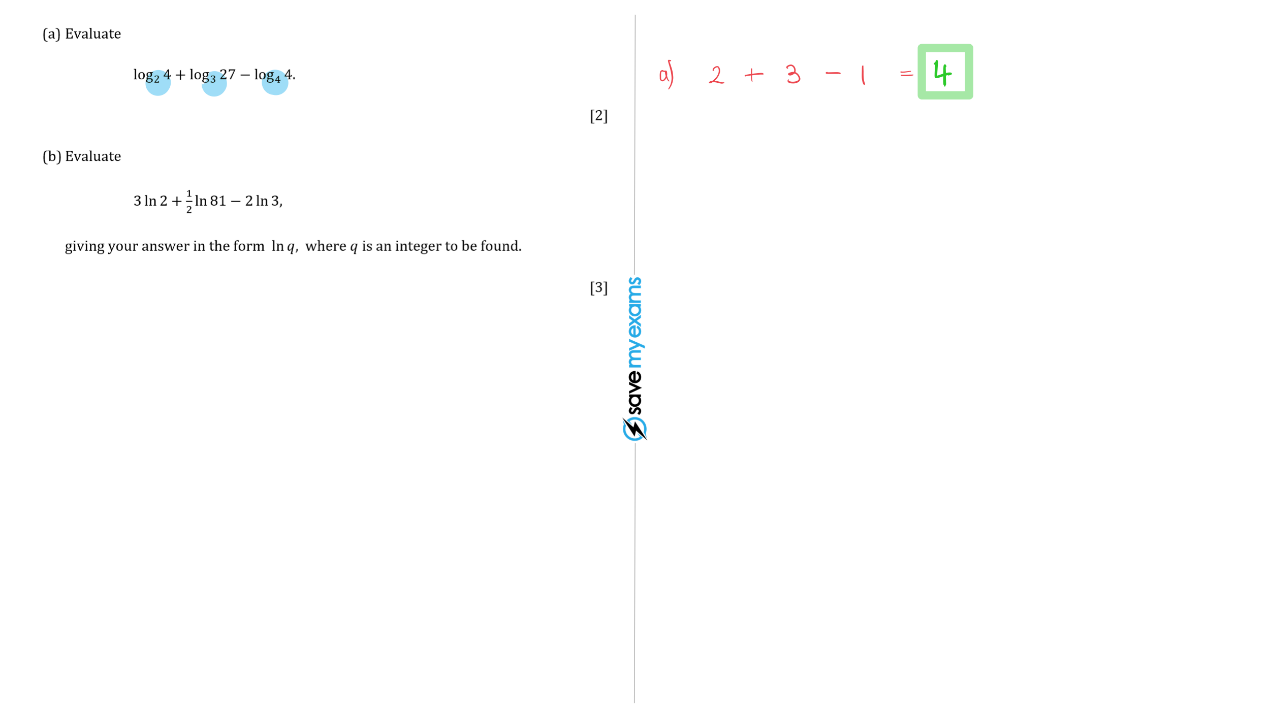 (a) Evaluate
log₂ 4 + log₃ 27 − log₄ 4.
[2]
(b) Evaluate
3 ln 2 + ½ ln 81 − 2 ln 3,
giving your answer in the form ln q, where q is an integer to be found.
[3]
save my exams
a) 2 + 3 − 1 = 4